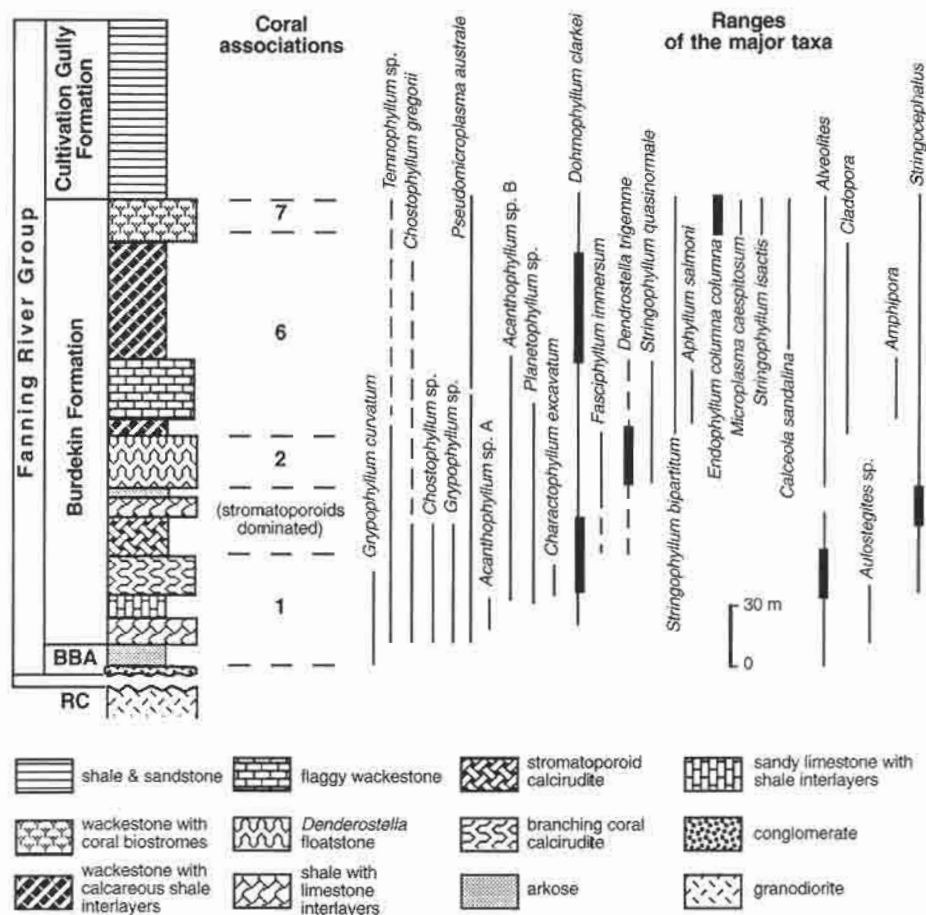 Coral
associations
Ranges
of the major taxa
Fanning River Group
Cultivation Gully
Formation
Burdekin Formation
BBA
RC
7
6
2
(stromatoporoids
dominated)
1
Grypophyllum curvatum
Temnophyllum sp.
Chostophyllum gregorii
Chostophyllum sp.
Grypophyllum sp.
Pseudomicroplasma australe
Acanthophyllum sp. A
Acanthophyllum sp. B
Planetophyllum sp.
Charactophyllum excavatum
Dohmophyllum clarkei
Fasciphyllum immersum
Dendrostella trigemme
Stringophyllum quasinormale
Stringophyllum bipartitum
Aphyllum salmoni
Endophyllum columna columna
Microplasma caespitosum
Stringophyllum isactis
Calceola sandalina
Alveolites
Cladopora
Aulostegites sp.
Amphipora
Stringocephalus
30 m
0
shale & sandstone
flaggy wackestone
stromatoporoid
calcirudite
sandy limestone with
shale interlayers
wackestone with
coral biostromes
Denderostella
floatstone
branching coral
calcirudite
conglomerate
wackestone with
calcareous shale
interlayers
shale with
limestone
interlayers
arkose
granodiorite